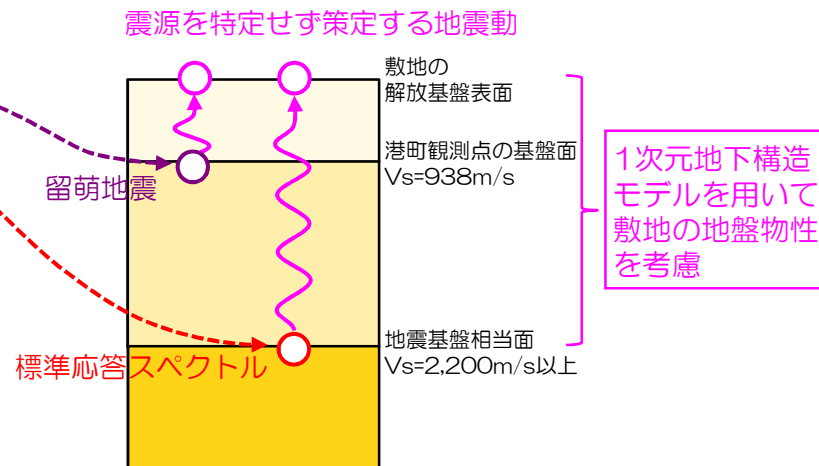 震源を特定せず策定する地震動
敷地の
解放基盤表面
港町観測点の基盤面
Vs=938m/s
留萌地震
1次元地下構造
モデルを用いて
敷地の地盤物性
を考慮
地震基盤相当面
Vs=2,200m/s以上
標準応答スペクトル